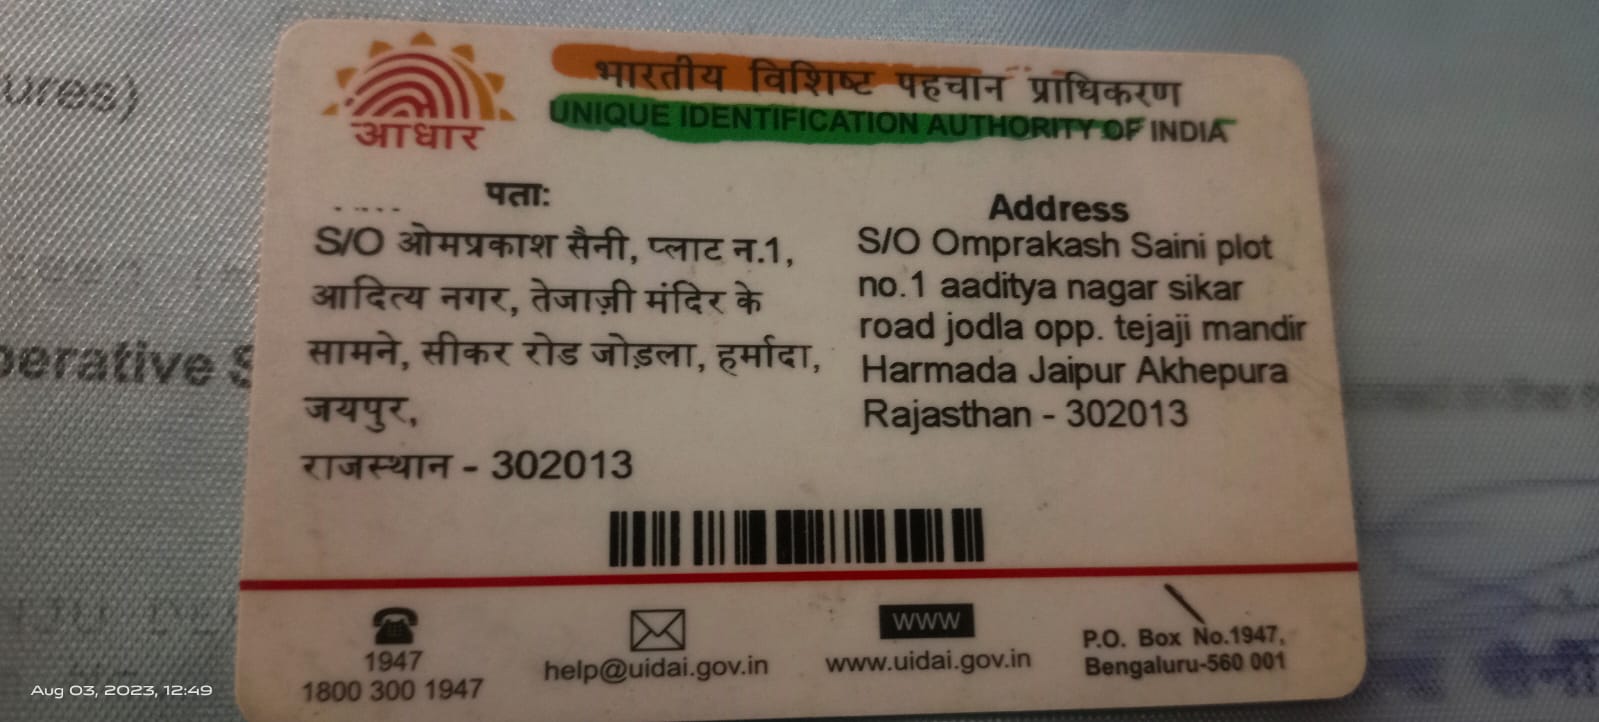 ures)
आधार
भारतीय विशिष्ट पहचान प्राधिकरण
UNIQUE IDENTIFICATION AUTHORITY OF INDIA
पता:
S/O ओमप्रकाश सैनी, प्लाट न.1,
आदित्य नगर, तेजाज़ी मंदिर के
सामने, सीकर रोड जोड़ला, हर्मादा,
जयपुर,
राजस्थान - 302013
Address
S/O Omprakash Saini plot
no.1 aaditya nagar sikar
road jodla opp. tejaji mandir
Harmada Jaipur Akhepura
Rajasthan - 302013
perative S
1947
1800 300 1947
help@uidai.gov.in
WWW
www.uidai.gov.in
P.O. Box No.1947,
Bengaluru-560 001
Aug 03, 2023, 12:49